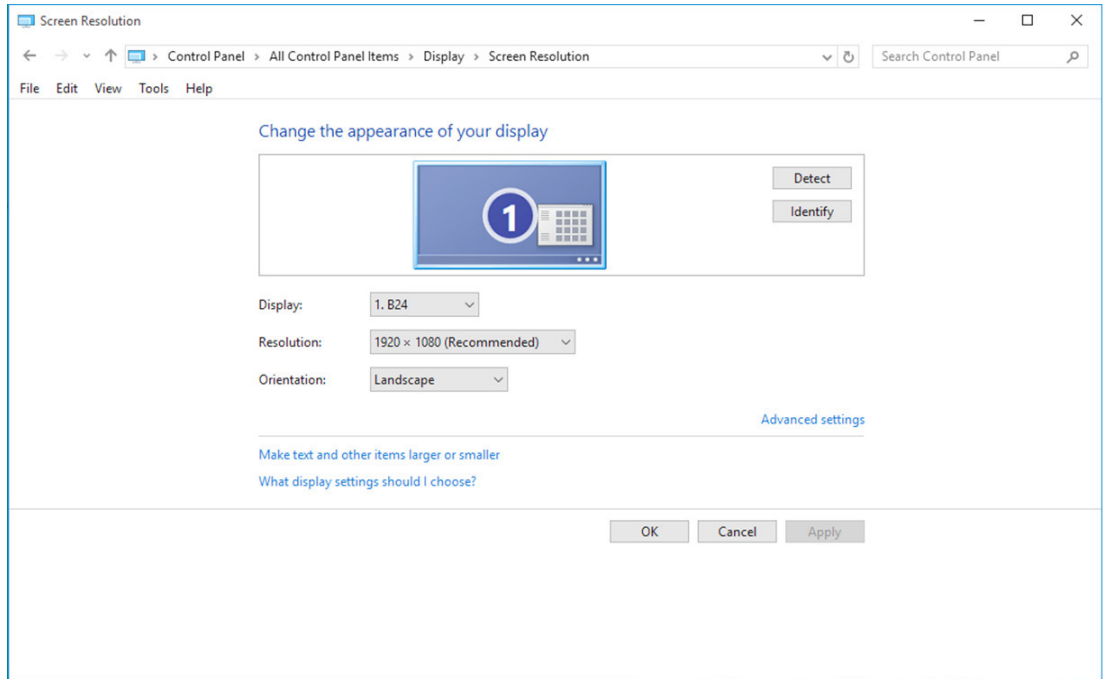 Screen Resolution
Control Panel > All Control Panel Items > Display > Screen Resolution
Search Control Panel
File Edit View Tools Help
Change the appearance of your display
1
Detect
Identify
Display: 1. B24
Resolution: 1920 × 1080 (Recommended)
Orientation: Landscape
Advanced settings
Make text and other items larger or smaller
What display settings should I choose?
OK Cancel Apply